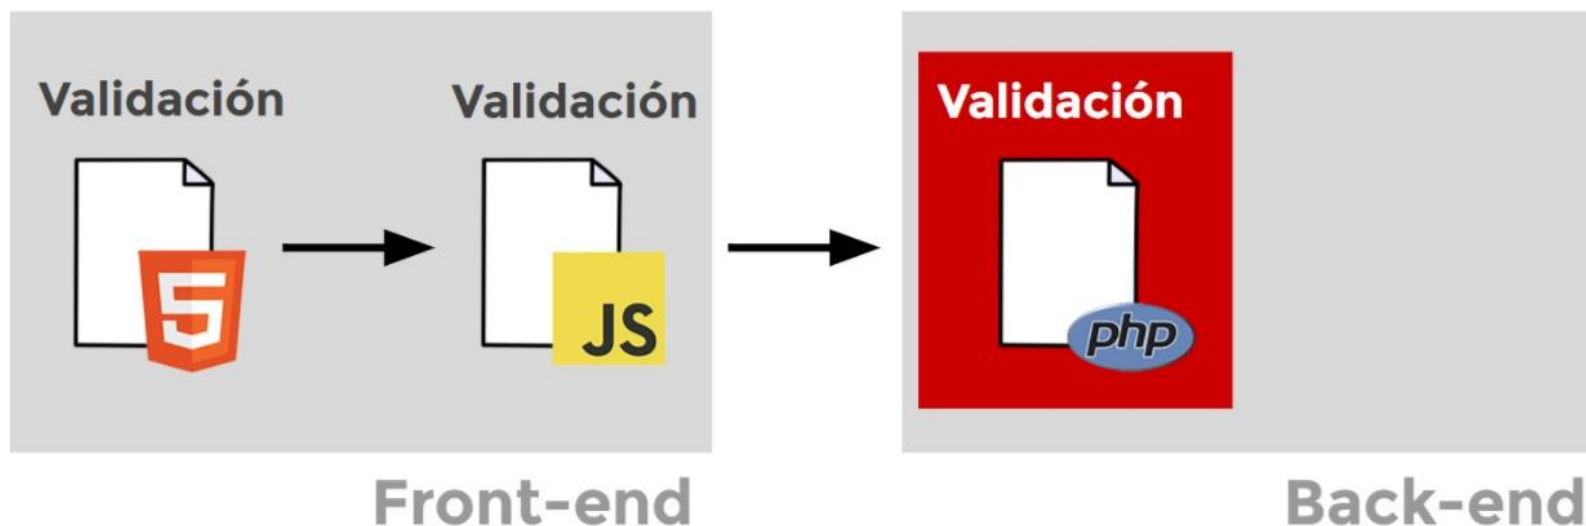 Validación
Validación
Validación
5
JS
php
Front-end
Back-end